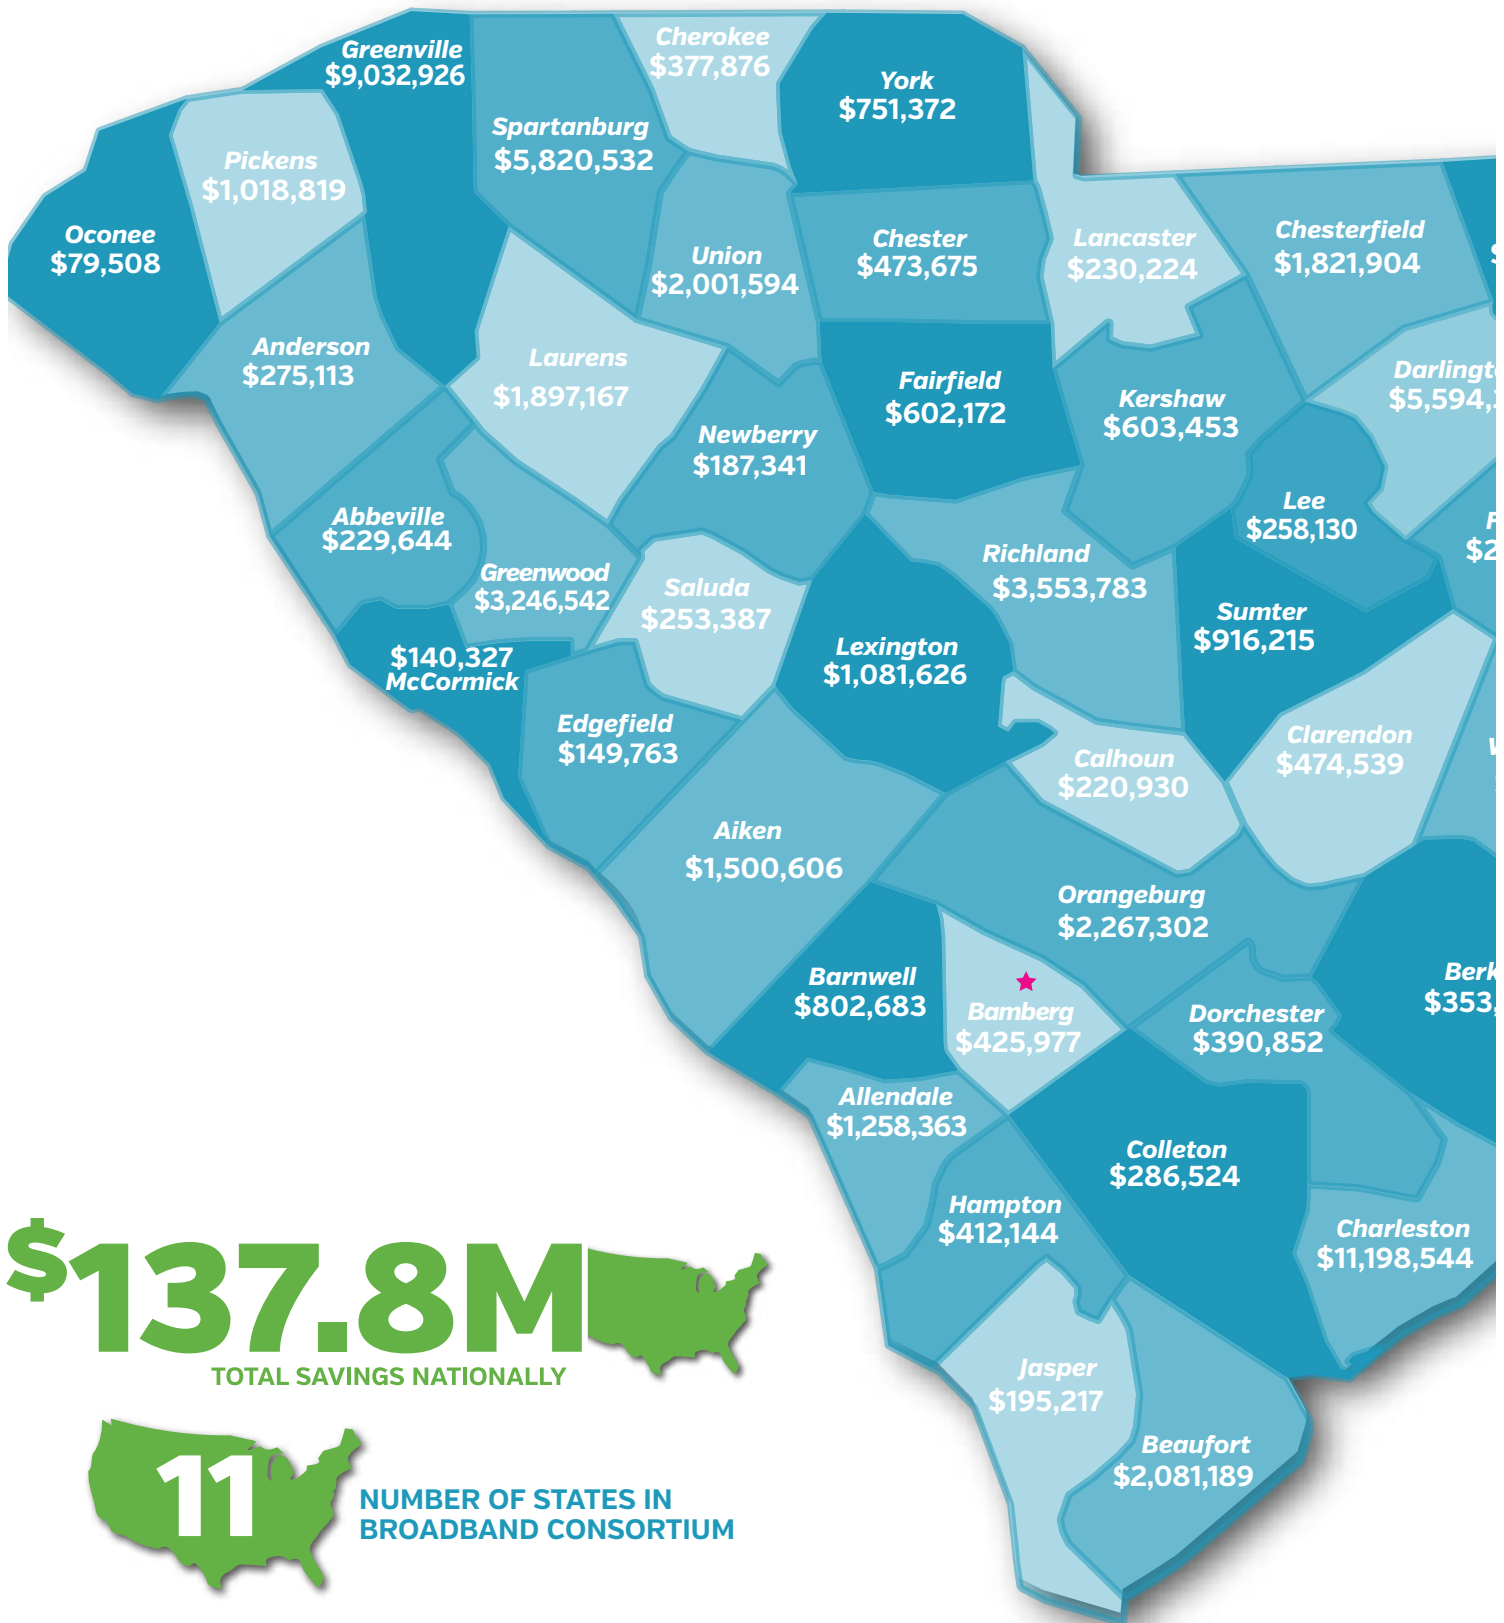 Greenville
$9,032,926
Cherokee
$377,876
York
$751,372
Spartanburg
$5,820,532
Pickens
$1,018,819
Oconee
$79,508
Union
$2,001,594
Chester
$473,675
Lancaster
$230,224
Chesterfield
$1,821,904
Anderson
$275,113
Laurens
$1,897,167
Fairfield
$602,172
Kershaw
$603,453
$5,594,
Newberry
$187,341
Lee
$258,130
Abbeville
$229,644
Greenwood
$3,246,542
Saluda
$253,387
Richland
$3,553,783
Sumter
$916,215
$140,327
McCormick
Lexington
$1,081,626
Edgefield
$149,763
Calhoun
$220,930
Clarendon
$474,539
Aiken
$1,500,606
Orangeburg
$2,267,302
Barnwell
$802,683
Bamberg
$425,977
Dorchester
$390,852
Berk
$353,
Allendale
$1,258,363
Colleton
$286,524
Hampton
$412,144
Charleston
$11,198,544
Jasper
$195,217
Beaufort
$2,081,189
$137.8M
TOTAL SAVINGS NATIONALLY
11
NUMBER OF STATES IN
BROADBAND CONSORTIUM